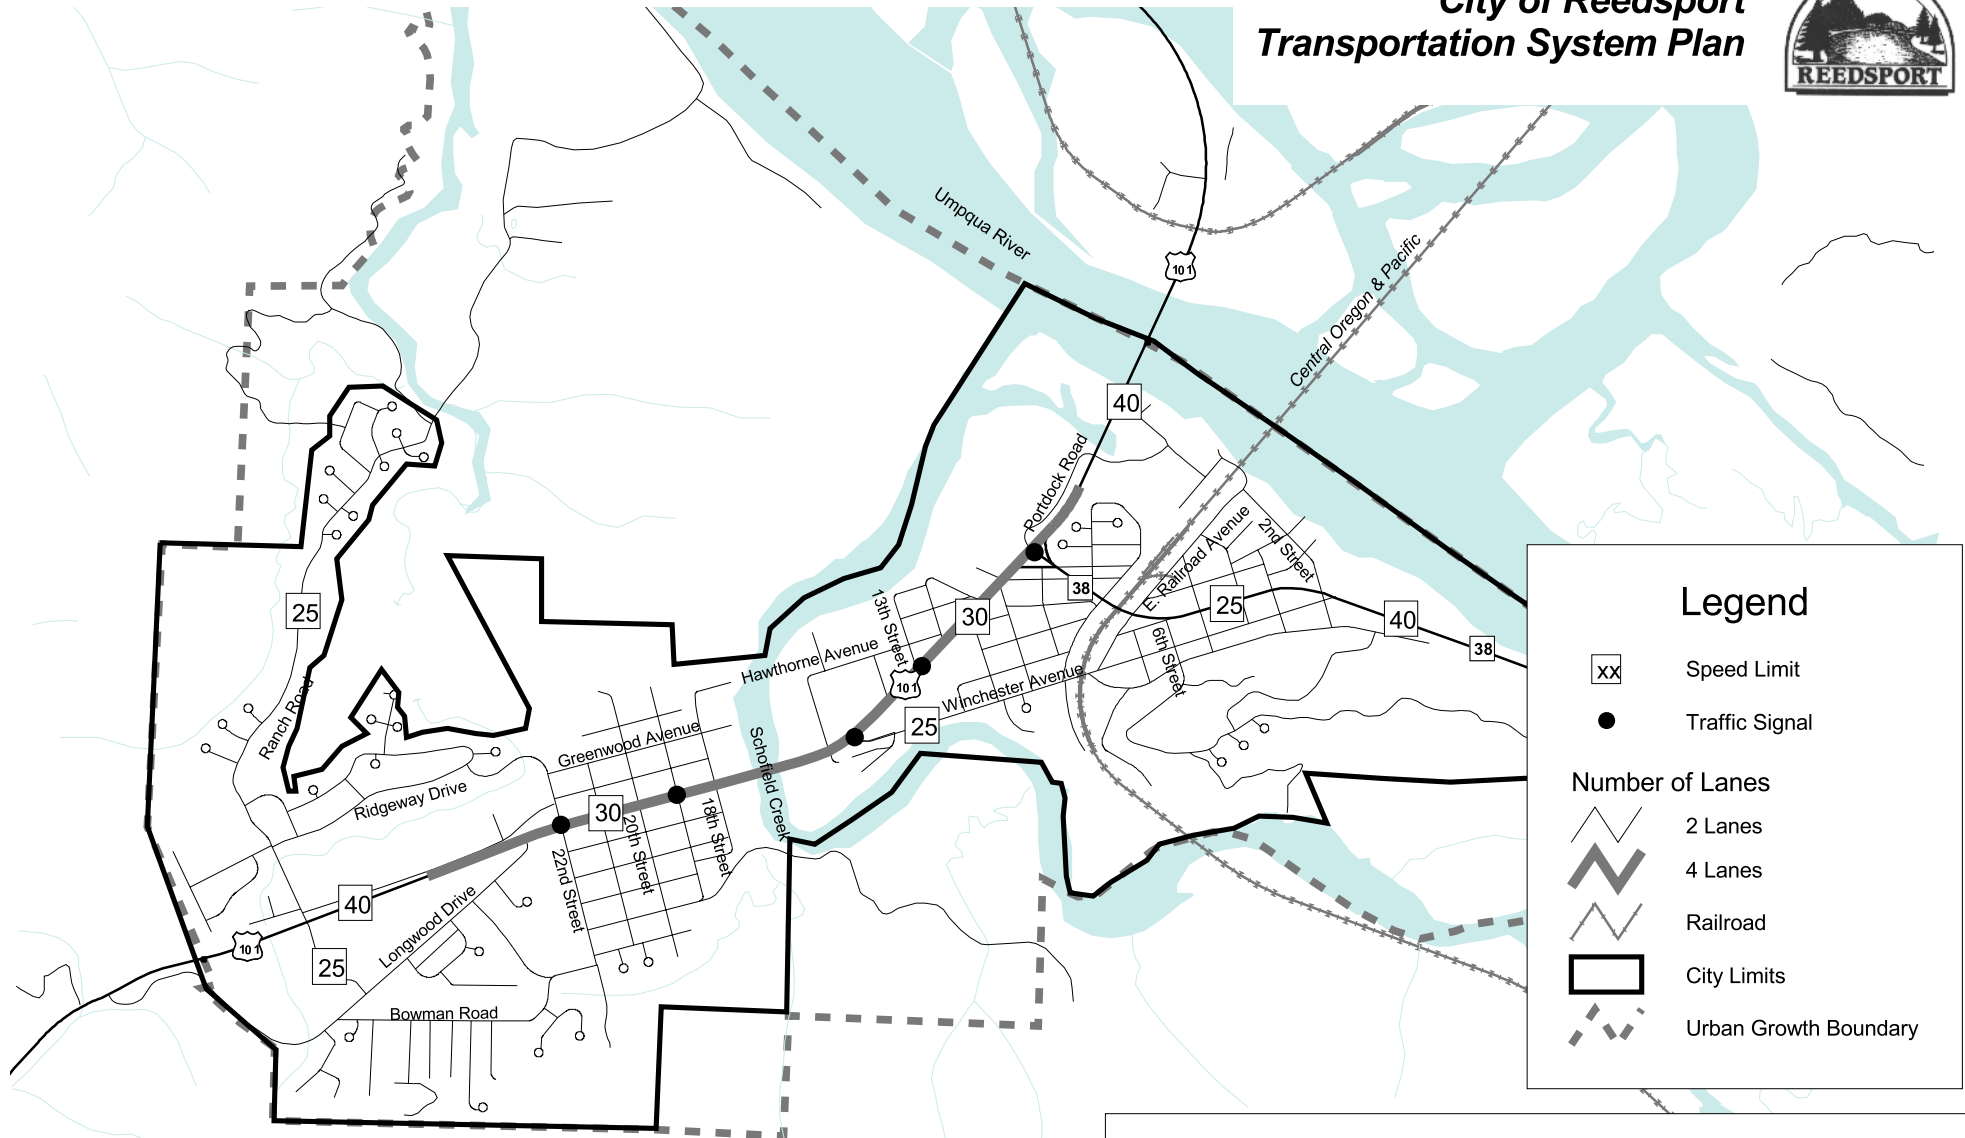 City of Reedsport
Transportation System Plan
REEDSPORT
Umpqua River
101
Central Oregon & Pacific
40
Portdock Road
2nd Street
E. Railroad Avenue
38
25
40
38
30
13th Street
6th Street
Hawthorne Avenue
Winchester Avenue
101
25
25
Ranch Road
Greenwood Avenue
Schofield Creek
Ridgeway Drive
30
18th Street
20th Street
22nd Street
40
101
Longwood Drive
25
Bowman Road
Legend
xx Speed Limit
Traffic Signal
Number of Lanes
2 Lanes
4 Lanes
Railroad
City Limits
Urban Growth Boundary